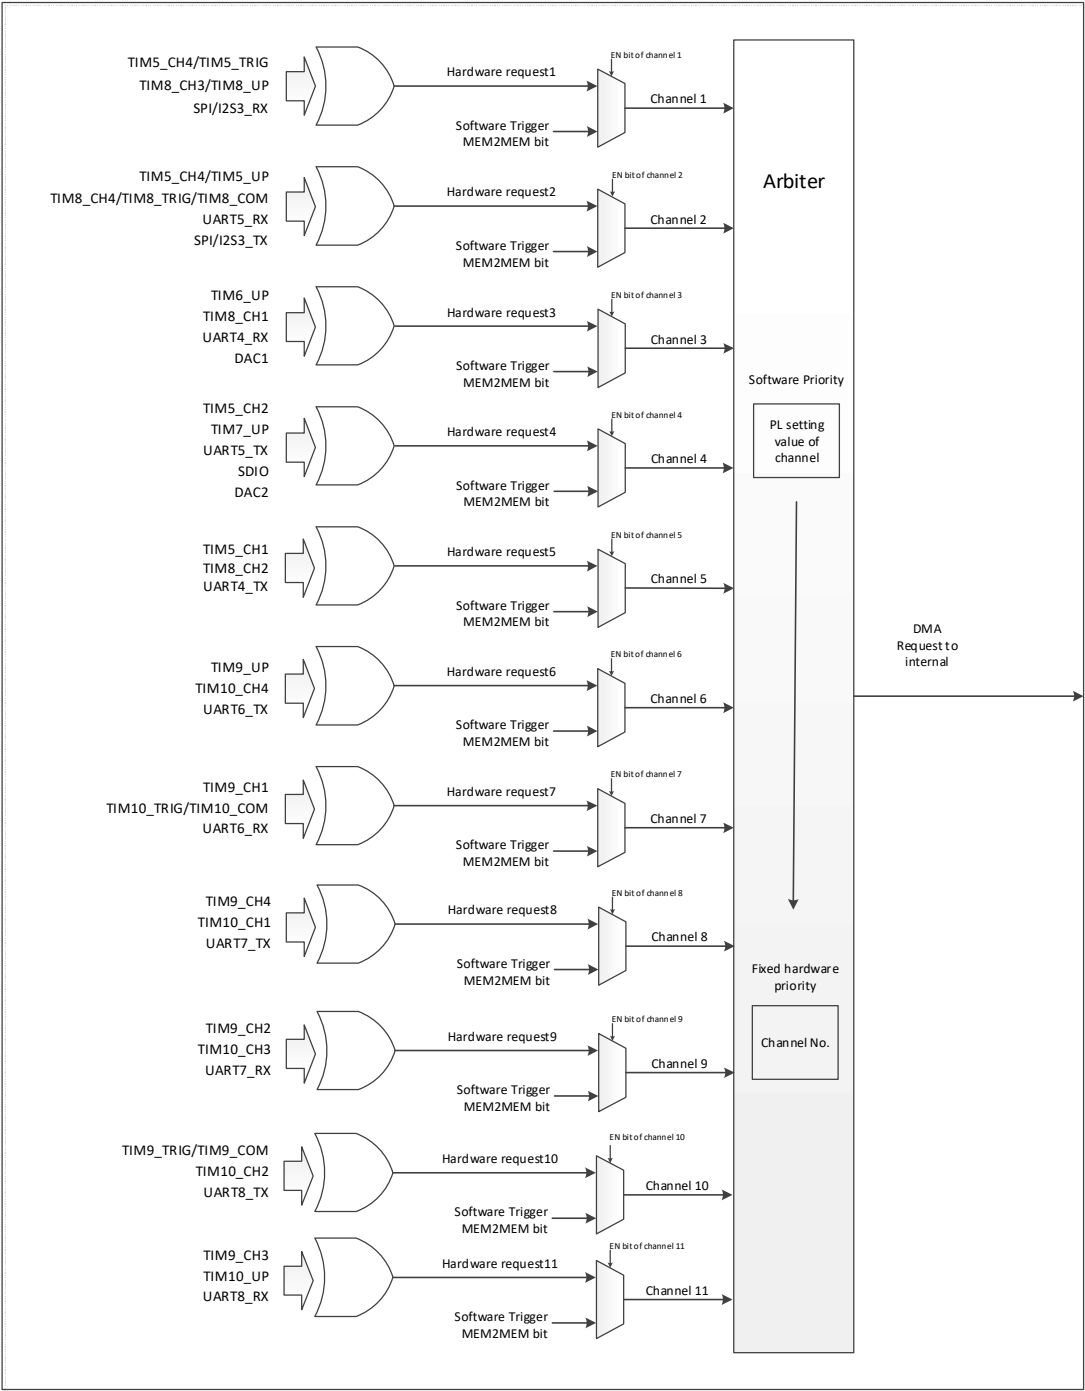 TIM5_CH4/TIM5_TRIG
TIM8_CH3/TIM8_UP
SPI/I2S3_RX
Hardware request1
Software Trigger
MEM2MEM bit
EN bit of channel 1
Channel 1
TIM5_CH4/TIM5_UP
TIM8_CH4/TIM8_TRIG/TIM8_COM
UART5_RX
SPI/I2S3_TX
Hardware request2
Software Trigger
MEM2MEM bit
EN bit of channel 2
Channel 2
TIM6_UP
TIM8_CH1
UART4_RX
DAC1
Hardware request3
Software Trigger
MEM2MEM bit
EN bit of channel 3
Channel 3
TIM5_CH2
TIM7_UP
UART5_TX
SDIO
DAC2
Hardware request4
Software Trigger
MEM2MEM bit
EN bit of channel 4
Channel 4
TIM5_CH1
TIM8_CH2
UART4_TX
Hardware request5
Software Trigger
MEM2MEM bit
EN bit of channel 5
Channel 5
TIM9_UP
TIM10_CH4
UART6_TX
Hardware request6
Software Trigger
MEM2MEM bit
EN bit of channel 6
Channel 6
TIM9_CH1
TIM10_TRIG/TIM10_COM
UART6_RX
Hardware request7
Software Trigger
MEM2MEM bit
EN bit of channel 7
Channel 7
TIM9_CH4
TIM10_CH1
UART7_TX
Hardware request8
Software Trigger
MEM2MEM bit
EN bit of channel 8
Channel 8
TIM9_CH2
TIM10_CH3
UART7_RX
Hardware request9
Software Trigger
MEM2MEM bit
EN bit of channel 9
Channel 9
TIM9_TRIG/TIM9_COM
TIM10_CH2
UART8_TX
Hardware request10
Software Trigger
MEM2MEM bit
EN bit of channel 10
Channel 10
TIM9_CH3
TIM10_UP
UART8_RX
Hardware request11
Software Trigger
MEM2MEM bit
EN bit of channel 11
Channel 11
Arbiter
Software Priority
PL setting
value of
channel
Fixed hardware
priority
Channel No.
DMA
Request to
internal